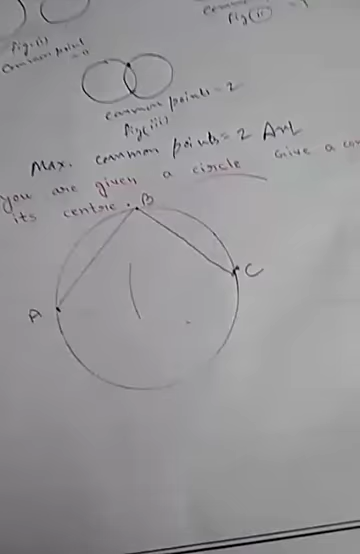 Fig(i)
common point
= 0
Fig(ii)
common points = 2
Fig(iii)
Max. common points = 2 Ans
You are given a circle Give a con
its centre.
B
C
A